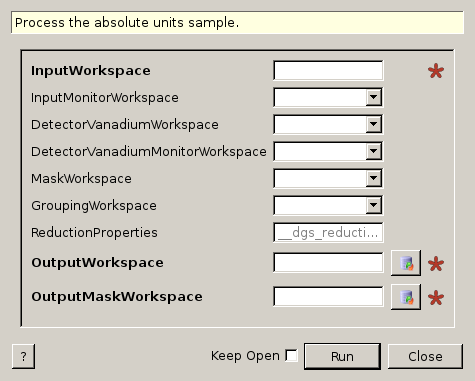 Process the absolute units sample.
InputWorkspace
InputMonitorWorkspace
DetectorVanadiumWorkspace
DetectorVanadiumMonitorWorkspace
MaskWorkspace
GroupingWorkspace
ReductionProperties __dgs_reducti...
OutputWorkspace
OutputMaskWorkspace
? Keep Open Run Close